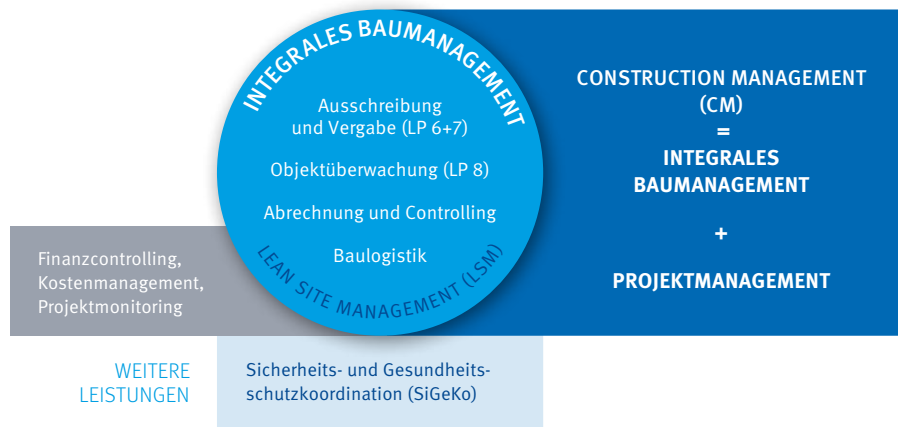 INTEGRALES BAUMANAGEMENT
Ausschreibung
und Vergabe (LP 6+7)
Objektüberwachung (LP 8)
Abrechnung und Controlling
Baulogistik
LEAN SITE MANAGEMENT (LSM)
CONSTRUCTION MANAGEMENT
(CM)
=
INTEGRALES
BAUMANAGEMENT
+
PROJEKTMANAGEMENT
Finanzcontrolling,
Kostenmanagement,
Projektmonitoring
WEITERE
LEISTUNGEN
Sicherheits- und Gesundheits-
schutzkoordination (SiGeKo)